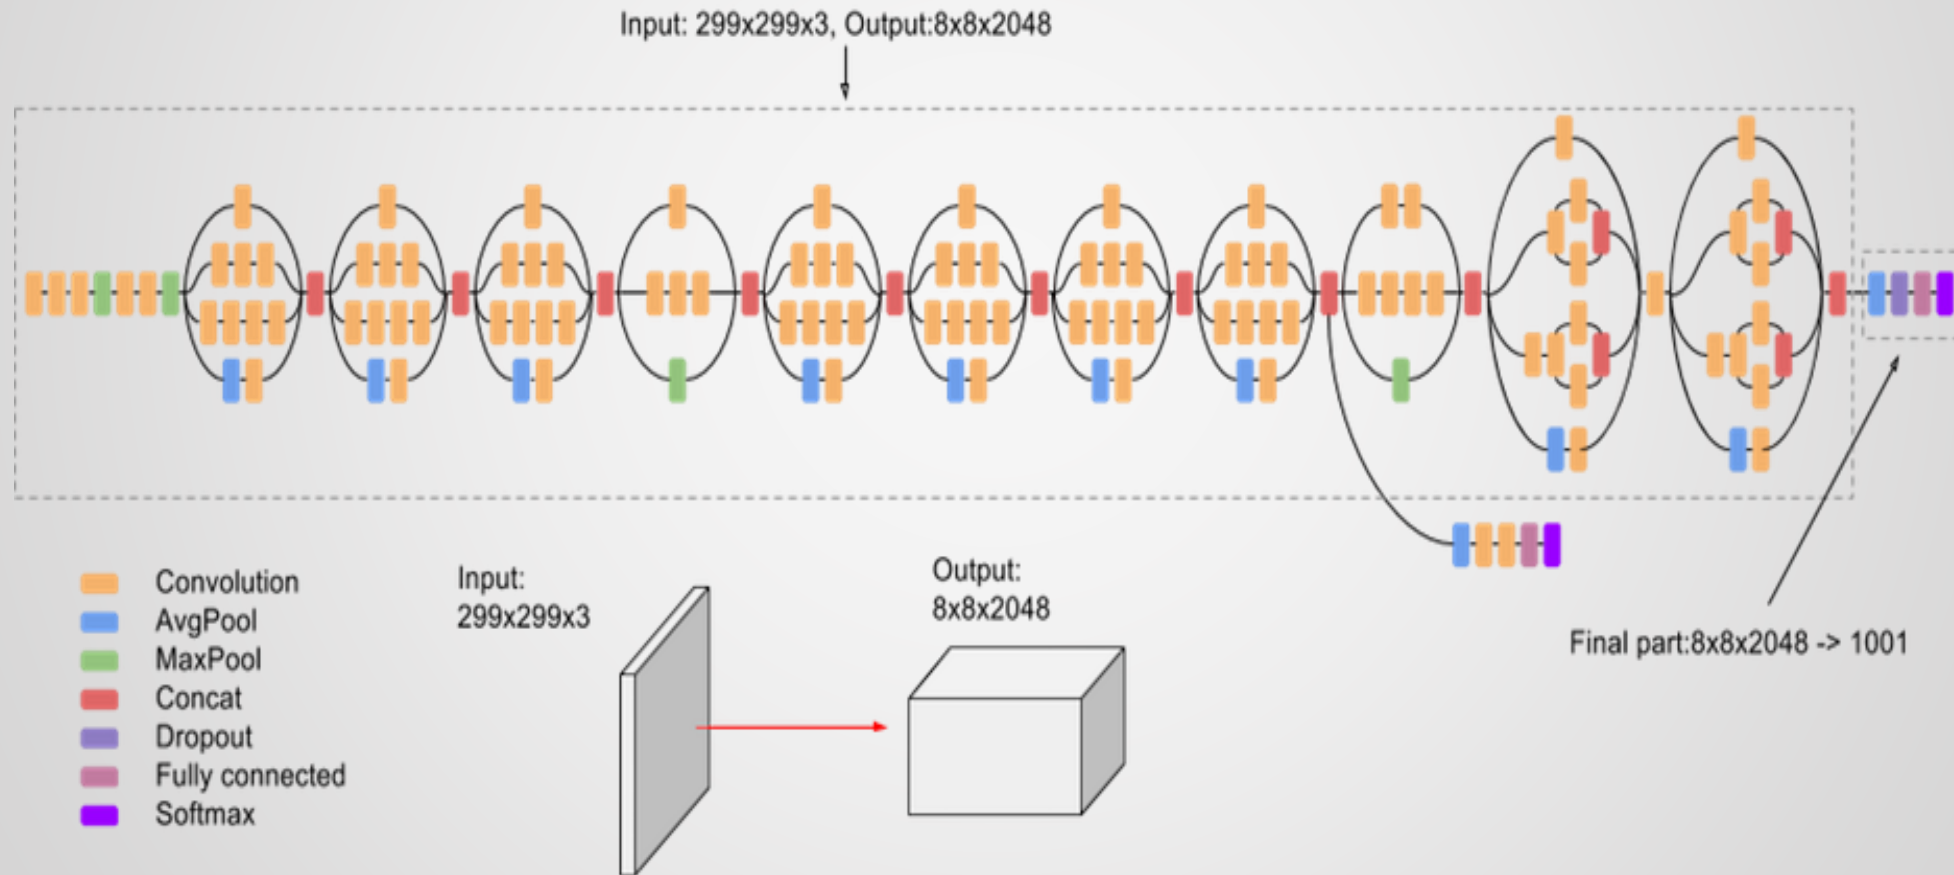 Input: 299x299x3, Output:8x8x2048
Convolution
AvgPool
MaxPool
Concat
Dropout
Fully connected
Softmax
Input:
299x299x3
Output:
8x8x2048
Final part:8x8x2048 -> 1001